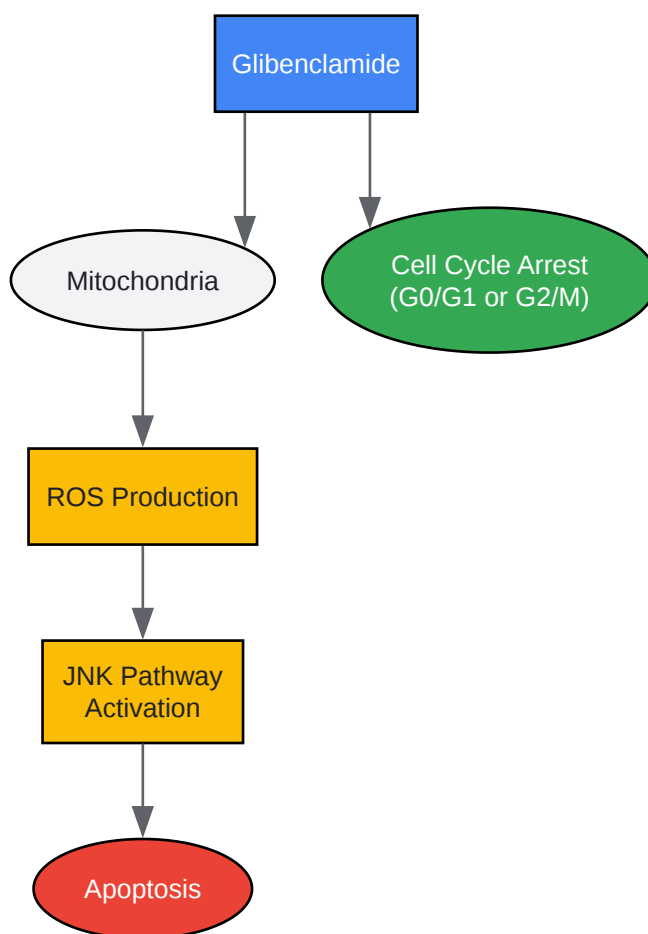 Glibenclamide
Mitochondria
Cell Cycle Arrest
(G0/G1 or G2/M)
ROS Production
JNK Pathway
Activation
Apoptosis